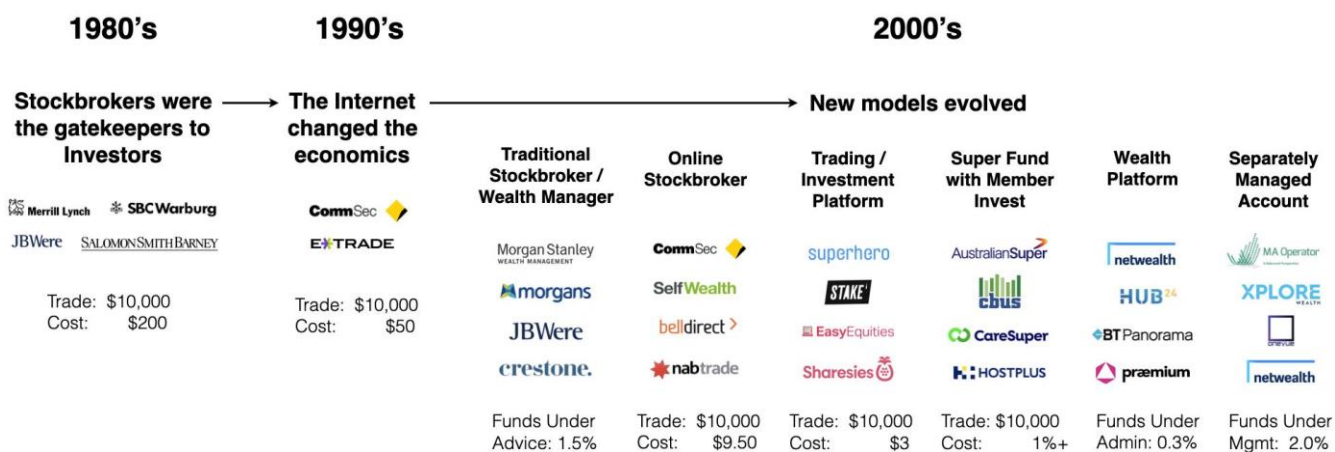 1980's
1990's
2000's
Stockbrokers were
the gatekeepers to
Investors
The Internet
changed the
economics
New models evolved
Merrill Lynch
SBC Warburg
JBWere
SALOMON SMITH BARNEY
Trade: $10,000
Cost: $200
CommSec
E*TRADE
Trade: $10,000
Cost: $50
Traditional
Stockbroker /
Wealth Manager
Morgan Stanley
WEALTH MANAGEMENT
morgans
JBWere
crestone.
Funds Under
Advice: 1.5%
Online
Stockbroker
CommSec
SelfWealth
belldirect
nabtrade
Trade: $10,000
Cost: $9.50
Trading /
Investment
Platform
superhero
STAKE
EasyEquities
Sharesies
Trade: $10,000
Cost: $3
Super Fund
with Member
Invest
AustralianSuper
cbus
CareSuper
HOSTPLUS
Trade: $10,000
Cost: 1%+
Wealth
Platform
netwealth
HUB24
BT Panorama
præmium
Funds Under
Admin: 0.3%
Separately
Managed
Account
MA Operator
XPLORE
WEALTH
onevue
netwealth
Funds Under
Mgmt: 2.0%